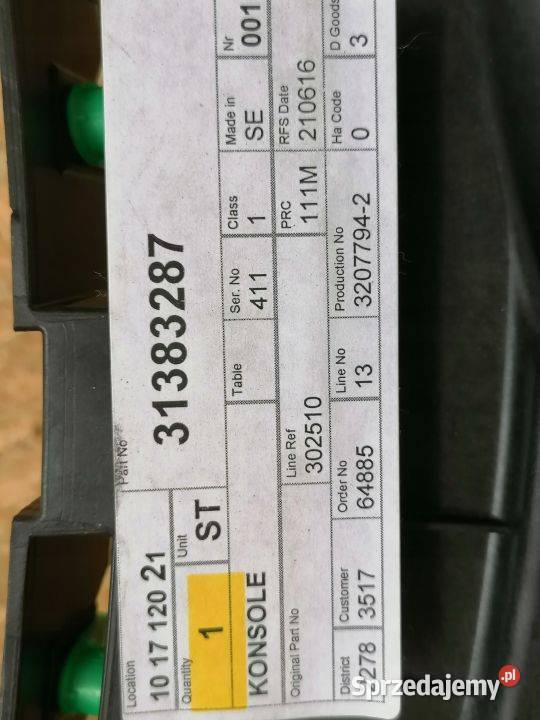 Location
10 17 120 21
Part No
31383287
Quantity
1
Unit
ST
KONSOLE
Table
Ser. No
411
Class
1
Made in
SE
Nr
001
Original Part No
Line Ref
302510
PRC
111M
RFS Date
210616
District
278
Customer
3517
Order No
64885
Line No
13
Production No
3207794-2
Ha Code
0
D Goods
3
Sprzedajemy.pl